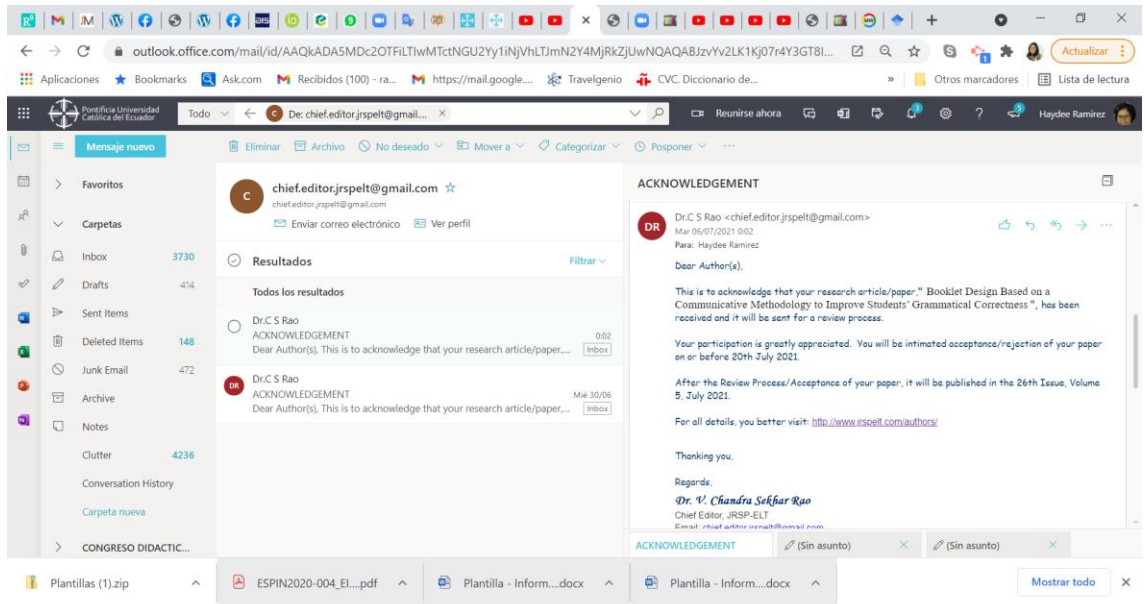 outlook.office.com/mail/id/AAQkADA5MDc2OTFiLTIwMTctNGU2Yy1iNjVhLTJmN2Y4MjRkZjUwNQAQABJzvYv2LK1Kj07r4Y3GT8I...
Actualizar
Aplicaciones Bookmarks Ask.com Recibidos (100) - ra... https://mail.google.... Travelgenio CVC. Diccionario de... » Otros marcadores Lista de lectura
Pontificia Universidad
Católica del Ecuador
Todo De: chief.editor.jrspelt@gmail.... Reunirse ahora Haydee Ramirez
Mensaje nuevo Eliminar Archivo No deseado Mover a Categorizar Posponer ...
Favoritos
Carpetas
Inbox 3730
Drafts 414
Sent Items
Deleted Items 148
Junk Email 472
Archive
Notes
Clutter 4236
Conversation History
Carpeta nueva
CONGRESO DIDACTIC...
C
chief.editor.jrspelt@gmail.com
chief.editor.jrspelt@gmail.com
Enviar correo electrónico Ver perfil
Resultados Filtrar
Todos los resultados
Dr.C S Rao
ACKNOWLEDGEMENT 0:02
Dear Author(s), This is to acknowledge that your research article/paper,... Inbox
DR
Dr.C S Rao
ACKNOWLEDGEMENT Mié 30/06
Dear Author(s), This is to acknowledge that your research article/paper,... Inbox
ACKNOWLEDGEMENT
DR
Dr.C S Rao <chief.editor.jrspelt@gmail.com>
Mar 06/07/2021 0:02
Para: Haydee Ramirez
Dear Author(s),
This is to acknowledge that your research article/paper," Booklet Design Based on a
Communicative Methodology to Improve Students' Grammatical Correctness ", has been
received and it will be sent for a review process.
Your participation is greatly appreciated. You will be intimated acceptance/rejection of your paper
on or before 20th July 2021.
After the Review Process/Acceptance of your paper, it will be published in the 26th Issue, Volume
5, July 2021.
For all details, you better visit: http://www.jrspelt.com/authors/
Thanking you,
Regards,
Dr. V. Chandra Sekhar Rao
Chief Editor, JRSP-ELT
Email: chief.editor.jrspelt@gmail.com
ACKNOWLEDGEMENT (Sin asunto) (Sin asunto)
Plantillas (1).zip ESPIN2020-004_EI....pdf Plantilla - Inform....docx Plantilla - Inform....docx Mostrar todo